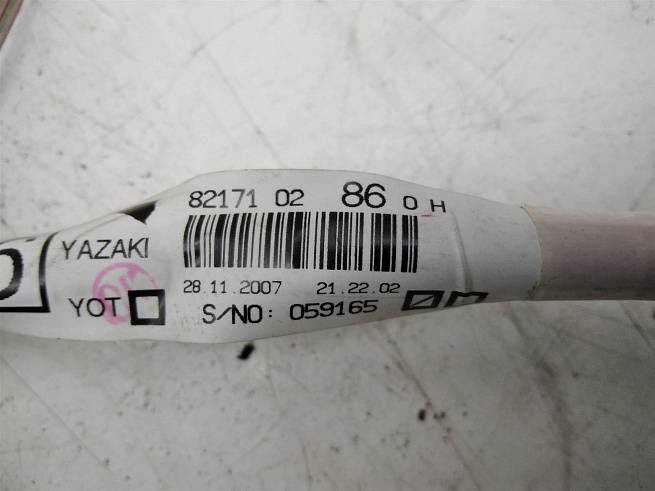 82171 02 86 0 H
YAZAKI
28.11.2007 21.22.02
YOT
S/NO: 059165